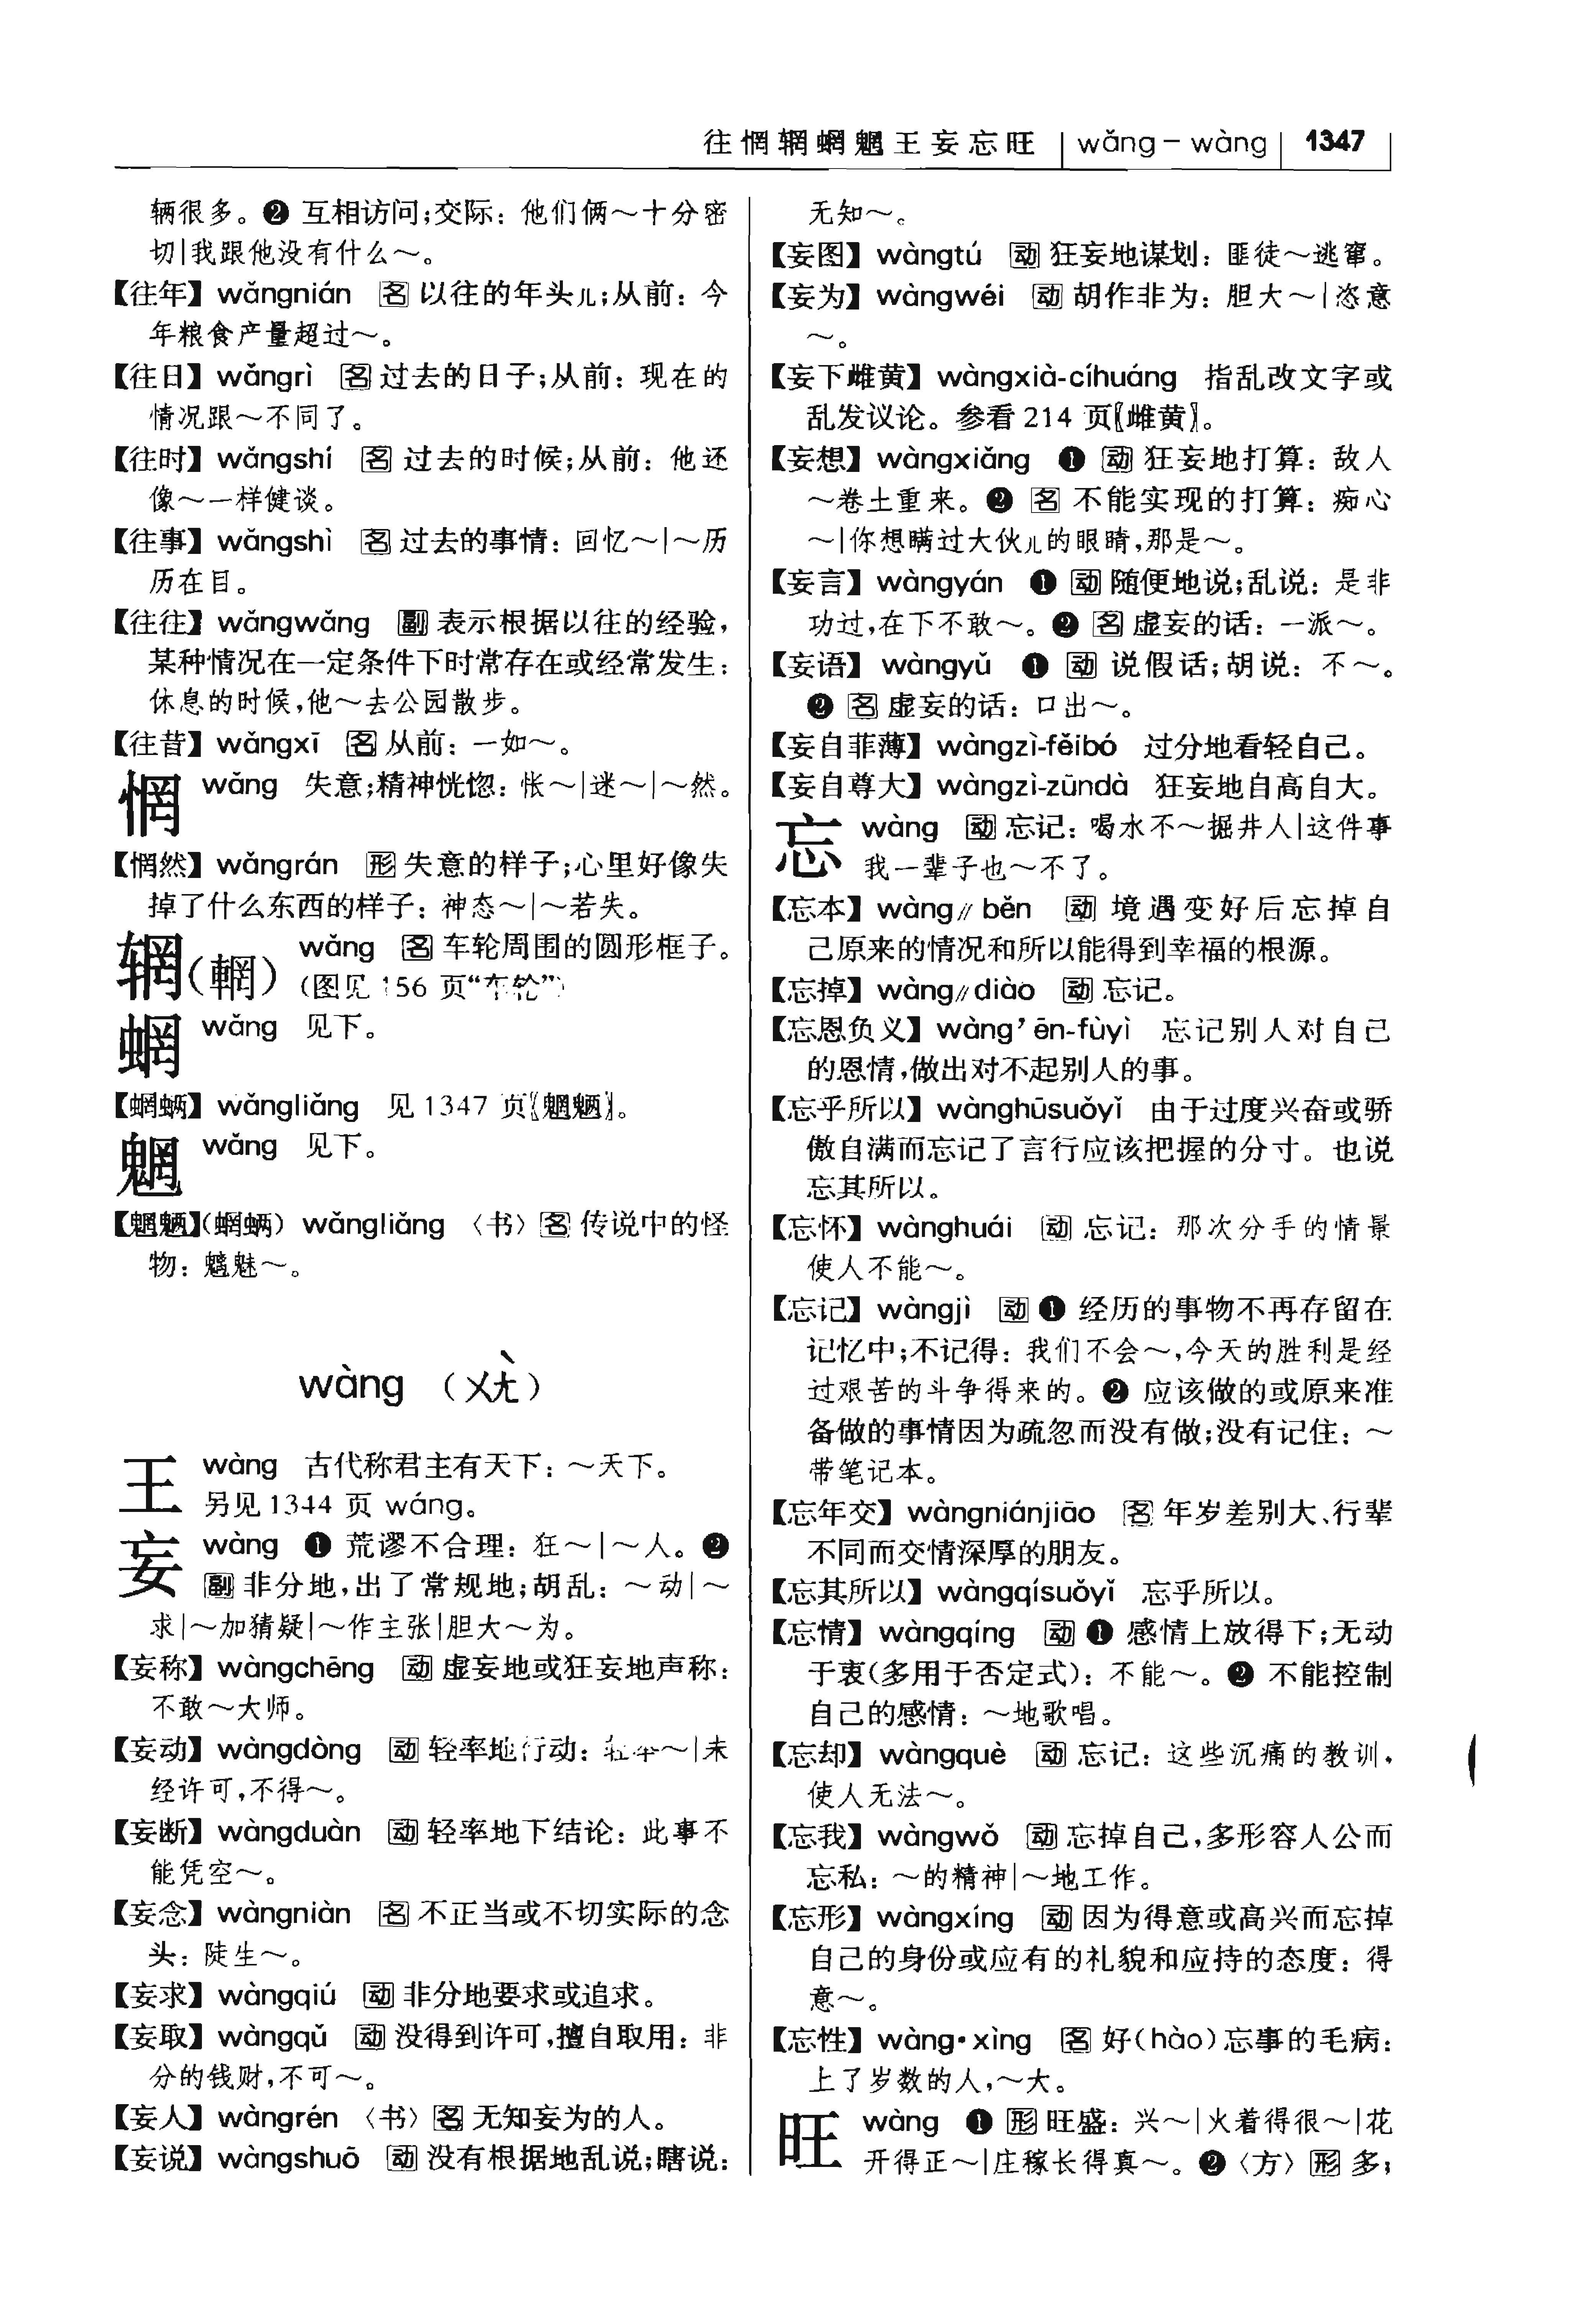 往惘辋蝄魍王妄忘旺 | wǎng－wàng | 1347
辆很多。❷ 互相访问;交际：他们俩～十分密
切|我跟他没有什么～。
【往年】 wǎngnián 名 以往的年头儿;从前：今
年粮食产量超过～。
【往日】 wǎngrì 名 过去的日子;从前：现在的
情况跟～不同了。
【往时】 wǎngshí 名 过去的时候;从前：他还
像～一样健谈。
【往事】 wǎngshì 名 过去的事情：回忆～|～历
历在目。
【往往】 wǎngwǎng 副 表示根据以往的经验，
某种情况在一定条件下时常存在或经常发生：
休息的时候,他～去公园散步。
【往昔】 wǎngxī 名 从前：一如～。
惘 wǎng 失意;精神恍惚：怅～|迷～|～然。
【惘然】 wǎngrán 形 失意的样子;心里好像失
掉了什么东西的样子：神态～|～若失。
辋(輞) wǎng 名 车轮周围的圆形框子。
(图见 156 页“车轮”)
蝄 wǎng 见下。
【蝄蜽】 wǎngliǎng 见 1347 页〖魍魉〗。
魍 wǎng 见下。
【魍魉】(蝄蜽) wǎngliǎng 〈书〉 名 传说中的怪
物：魑魅～。
wàng (ㄨㄤˋ)
王 wàng 古代称君主有天下：～天下。
另见 1344 页 wáng。
妄 wàng ❶ 荒谬不合理：狂～|～人。❷
副 非分地,出了常规地;胡乱：～动|～
求|～加猜疑|～作主张|胆大～为。
【妄称】 wàngchēng 动 虚妄地或狂妄地声称：
不敢～大师。
【妄动】 wàngdòng 动 轻率地行动：轻率～|未
经许可,不得～。
【妄断】 wàngduàn 动 轻率地下结论：此事不
能凭空～。
【妄念】 wàngniàn 名 不正当或不切实际的念
头：陡生～。
【妄求】 wàngqiú 动 非分地要求或追求。
【妄取】 wàngqǔ 动 没得到许可,擅自取用：非
分的钱财,不可～。
【妄人】 wàngrén 〈书〉 名 无知妄为的人。
【妄说】 wàngshuō 动 没有根据地乱说;瞎说：
无知～。
【妄图】 wàngtú 动 狂妄地谋划：匪徒～逃窜。
【妄为】 wàngwéi 动 胡作非为：胆大～|恣意
～。
【妄下雌黄】 wàngxià-cíhuáng 指乱改文字或
乱发议论。参看 214 页〖雌黄〗。
【妄想】 wàngxiǎng ❶ 动 狂妄地打算：敌人
～卷土重来。❷ 名 不能实现的打算：痴心
～|你想瞒过大伙儿的眼睛,那是～。
【妄言】 wàngyán ❶ 动 随便地说;乱说：是非
功过,在下不敢～。❷ 名 虚妄的话：一派～。
【妄语】 wàngyǔ ❶ 动 说假话;胡说：不～。
❷ 名 虚妄的话：口出～。
【妄自菲薄】 wàngzì-fěibó 过分地看轻自己。
【妄自尊大】 wàngzì-zūndà 狂妄地自高自大。
忘 wàng 动 忘记：喝水不～掘井人|这件事
我一辈子也～不了。
【忘本】 wàng∥běn 动 境遇变好后忘掉自
己原来的情况和所以能得到幸福的根源。
【忘掉】 wàng∥diào 动 忘记。
【忘恩负义】 wàng’ēn-fùyì 忘记别人对自己
的恩情,做出对不起别人的事。
【忘乎所以】 wànghūsuǒyǐ 由于过度兴奋或骄
傲自满而忘记了言行应该把握的分寸。也说
忘其所以。
【忘怀】 wànghuái 动 忘记：那次分手的情景
使人不能～。
【忘记】 wàngjì 动 ❶ 经历的事物不再存留在
记忆中;不记得：我们不会～,今天的胜利是经
过艰苦的斗争得来的。❷ 应该做的或原来准
备做的事情因为疏忽而没有做;没有记住：～
带笔记本。
【忘年交】 wàngniánjiāo 名 年岁差别大、行辈
不同而交情深厚的朋友。
【忘其所以】 wàngqísuǒyǐ 忘乎所以。
【忘情】 wàngqíng 动 ❶ 感情上放得下;无动
于衷(多用于否定式)：不能～。❷ 不能控制
自己的感情：～地歌唱。
【忘却】 wàngquè 动 忘记：这些沉痛的教训，
使人无法～。
【忘我】 wàngwǒ 动 忘掉自己,多形容人公而
忘私：～的精神|～地工作。
【忘形】 wàngxíng 动 因为得意或高兴而忘掉
自己的身份或应有的礼貌和应持的态度：得
意～。
【忘性】 wàng•xìng 名 好(hào)忘事的毛病：
上了岁数的人,～大。
旺 wàng ❶ 形 旺盛：兴～|火着得很～|花
开得正～|庄稼长得真～。❷〈方〉 形 多;